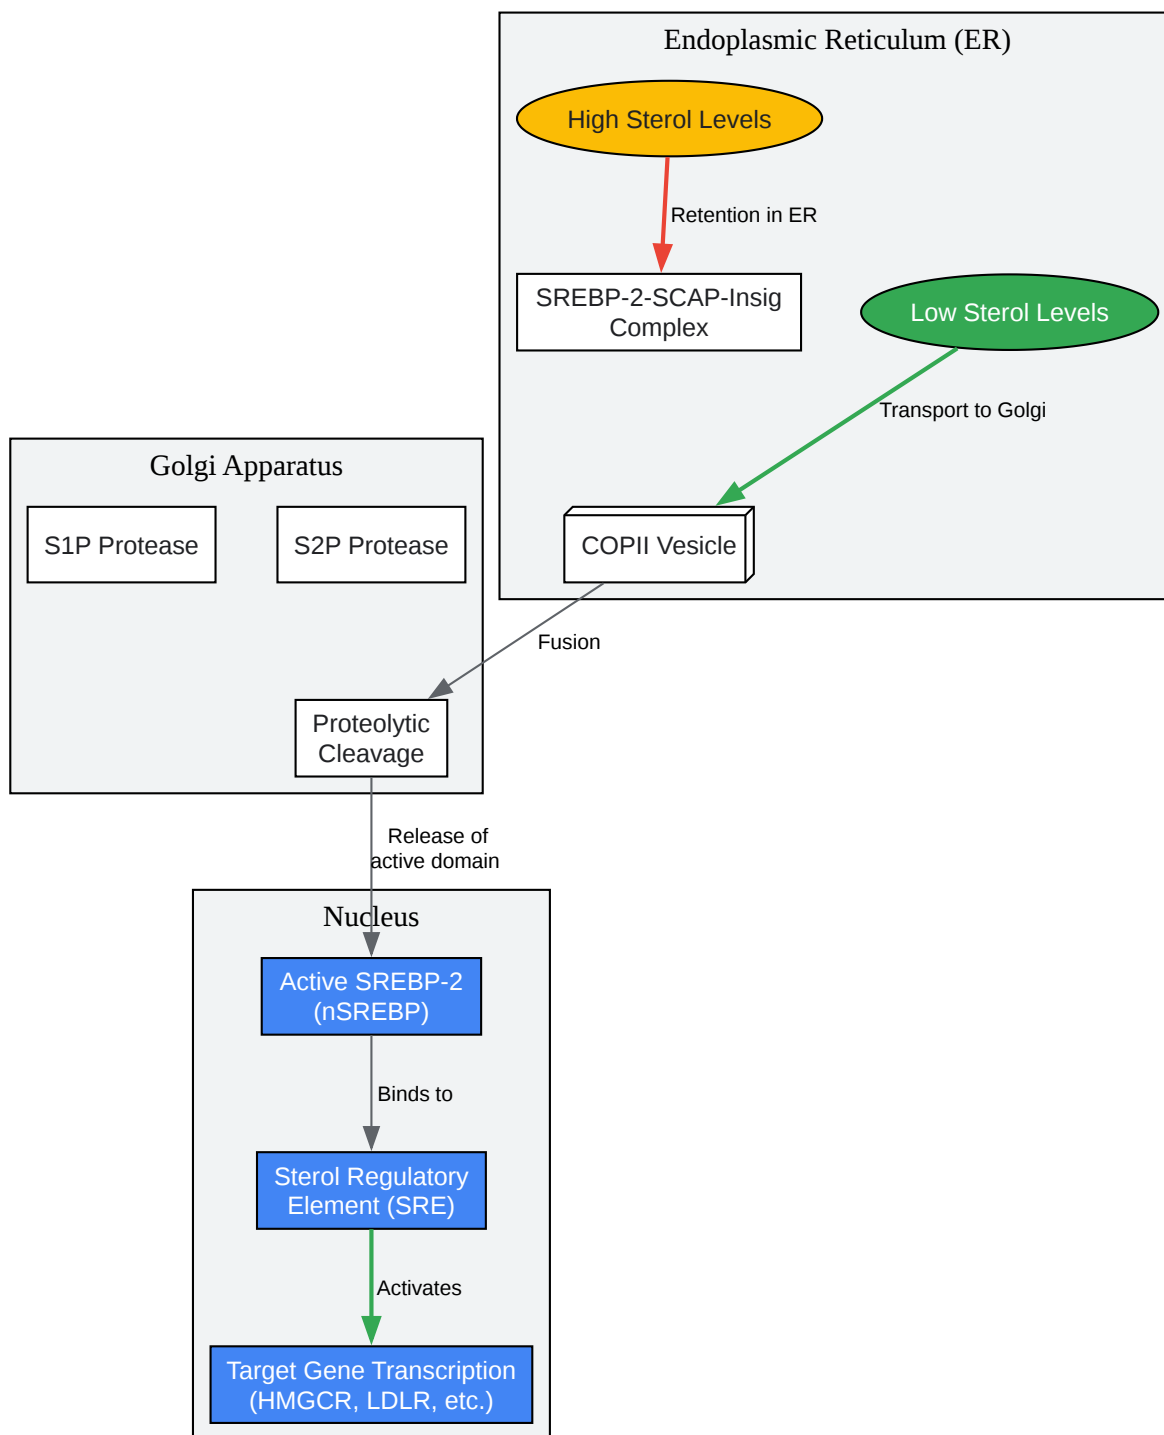 Endoplasmic Reticulum (ER)
High Sterol Levels
Retention in ER
SREBP-2-SCAP-Insig
Complex
Low Sterol Levels
Transport to Golgi
COPII Vesicle
Golgi Apparatus
S1P Protease
S2P Protease
Fusion
Proteolytic
Cleavage
Release of
active domain
Nucleus
Active SREBP-2
(nSREBP)
Binds to
Sterol Regulatory
Element (SRE)
Activates
Target Gene Transcription
(HMGCR, LDLR, etc.)